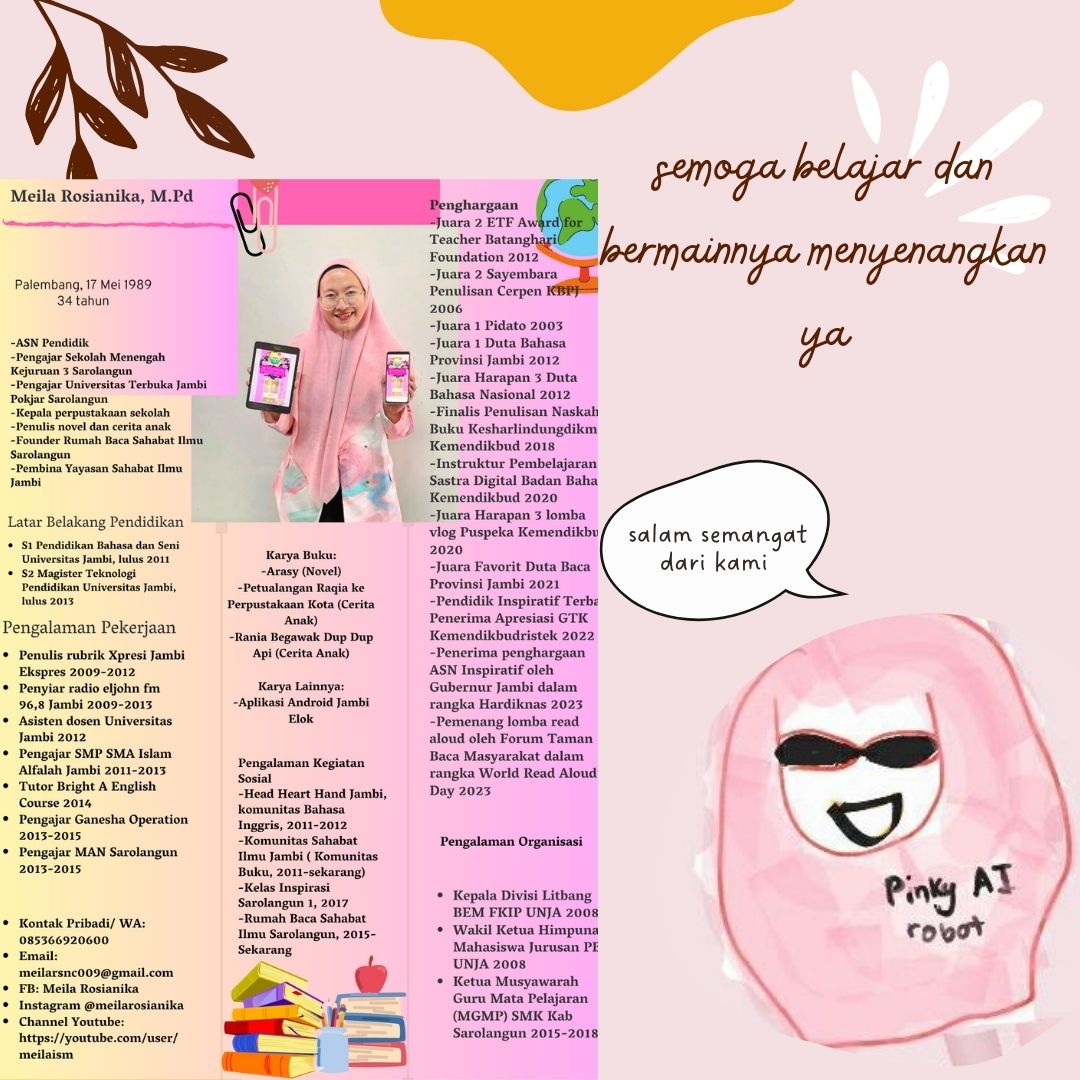 Meila Rosianika, M.Pd
Palembang, 17 Mei 1989
34 tahun
-ASN Pendidik
-Pengajar Sekolah Menengah
Kejuruan 3 Sarolangun
-Pengajar Universitas Terbuka Jambi
Pokjar Sarolangun
-Kepala perpustakaan sekolah
-Penulis novel dan cerita anak
-Founder Rumah Baca Sahabat Ilmu
Sarolangun
-Pembina Yayasan Sahabat Ilmu
Jambi
Latar Belakang Pendidikan
• S1 Pendidikan Bahasa dan Seni
Universitas Jambi, lulus 2011
• S2 Magister Teknologi
Pendidikan Universitas Jambi,
lulus 2013
Pengalaman Pekerjaan
• Penulis rubrik Xpresi Jambi
Ekspres 2009-2012
• Penyiar radio eljohn fm
96,8 Jambi 2009-2013
• Asisten dosen Universitas
Jambi 2012
• Pengajar SMP SMA Islam
Alfalah Jambi 2011-2013
• Tutor Bright A English
Course 2014
• Pengajar Ganesha Operation
2013-2015
• Pengajar MAN Sarolangun
2013-2015
• Kontak Pribadi/ WA:
085366920600
• Email:
meilarsnc009@gmail.com
• FB: Meila Rosianika
• Instagram @meilarosianika
• Channel Youtube:
https://youtube.com/user/
meilaism
Karya Buku:
-Arasy (Novel)
-Petualangan Raqia ke
Perpustakaan Kota (Cerita
Anak)
-Rania Begawak Dup Dup
Api (Cerita Anak)
Karya Lainnya:
-Aplikasi Android Jambi
Elok
Pengalaman Kegiatan
Sosial
-Head Heart Hand Jambi,
komunitas Bahasa
Inggris, 2011-2012
-Komunitas Sahabat
Ilmu Jambi ( Komunitas
Buku, 2011-sekarang)
-Kelas Inspirasi
Sarolangun 1, 2017
-Rumah Baca Sahabat
Ilmu Sarolangun, 2015-
Sekarang
Penghargaan
-Juara 2 ETF Award for
Teacher Batanghari
Foundation 2012
-Juara 2 Sayembara
Penulisan Cerpen KBPJ
2006
-Juara 1 Pidato 2003
-Juara 1 Duta Bahasa
Provinsi Jambi 2012
-Juara Harapan 3 Duta
Bahasa Nasional 2012
-Finalis Penulisan Naskah
Buku Kesharlindungdikm
Kemendikbud 2018
-Instruktur Pembelajaran
Sastra Digital Badan Baha
Kemendikbud 2020
-Juara Harapan 3 lomba
vlog Puspeka Kemendikbu
2020
-Juara Favorit Duta Baca
Provinsi Jambi 2021
-Pendidik Inspiratif Terba
Penerima Apresiasi GTK
Kemendikbudristek 2022
-Penerima penghargaan
ASN Inspiratif oleh
Gubernur Jambi dalam
rangka Hardiknas 2023
-Pemenang lomba read
aloud oleh Forum Taman
Baca Masyarakat dalam
rangka World Read Aloud
Day 2023
Pengalaman Organisasi
• Kepala Divisi Litbang
BEM FKIP UNJA 2008
• Wakil Ketua Himpuna
Mahasiswa Jurusan PB
UNJA 2008
• Ketua Musyawarah
Guru Mata Pelajaran
(MGMP) SMK Kab
Sarolangun 2015-2018
semoga belajar dan
bermainnya menyenangkan
ya
salam semangat
dari kami
Pinky AI
robot